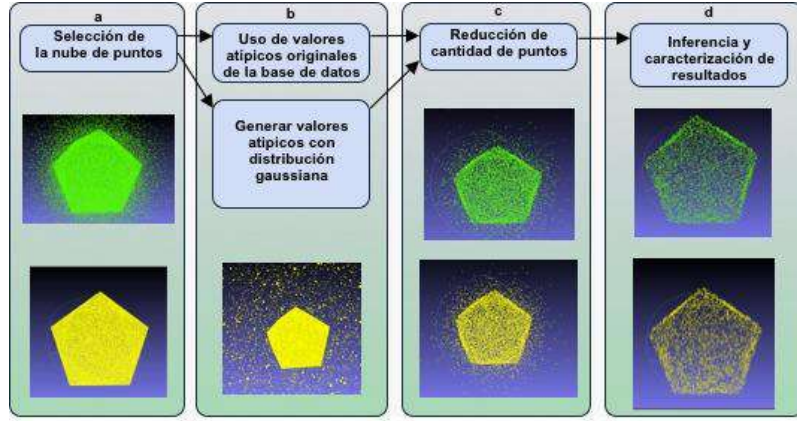 a
Selección de
la nube de puntos
b
Uso de valores
atípicos originales
de la base de datos
Generar valores
atipicos con
distribución
gaussiana
c
Reducción de
cantidad de puntos
d
Inferencia y
caracterización de
resultados